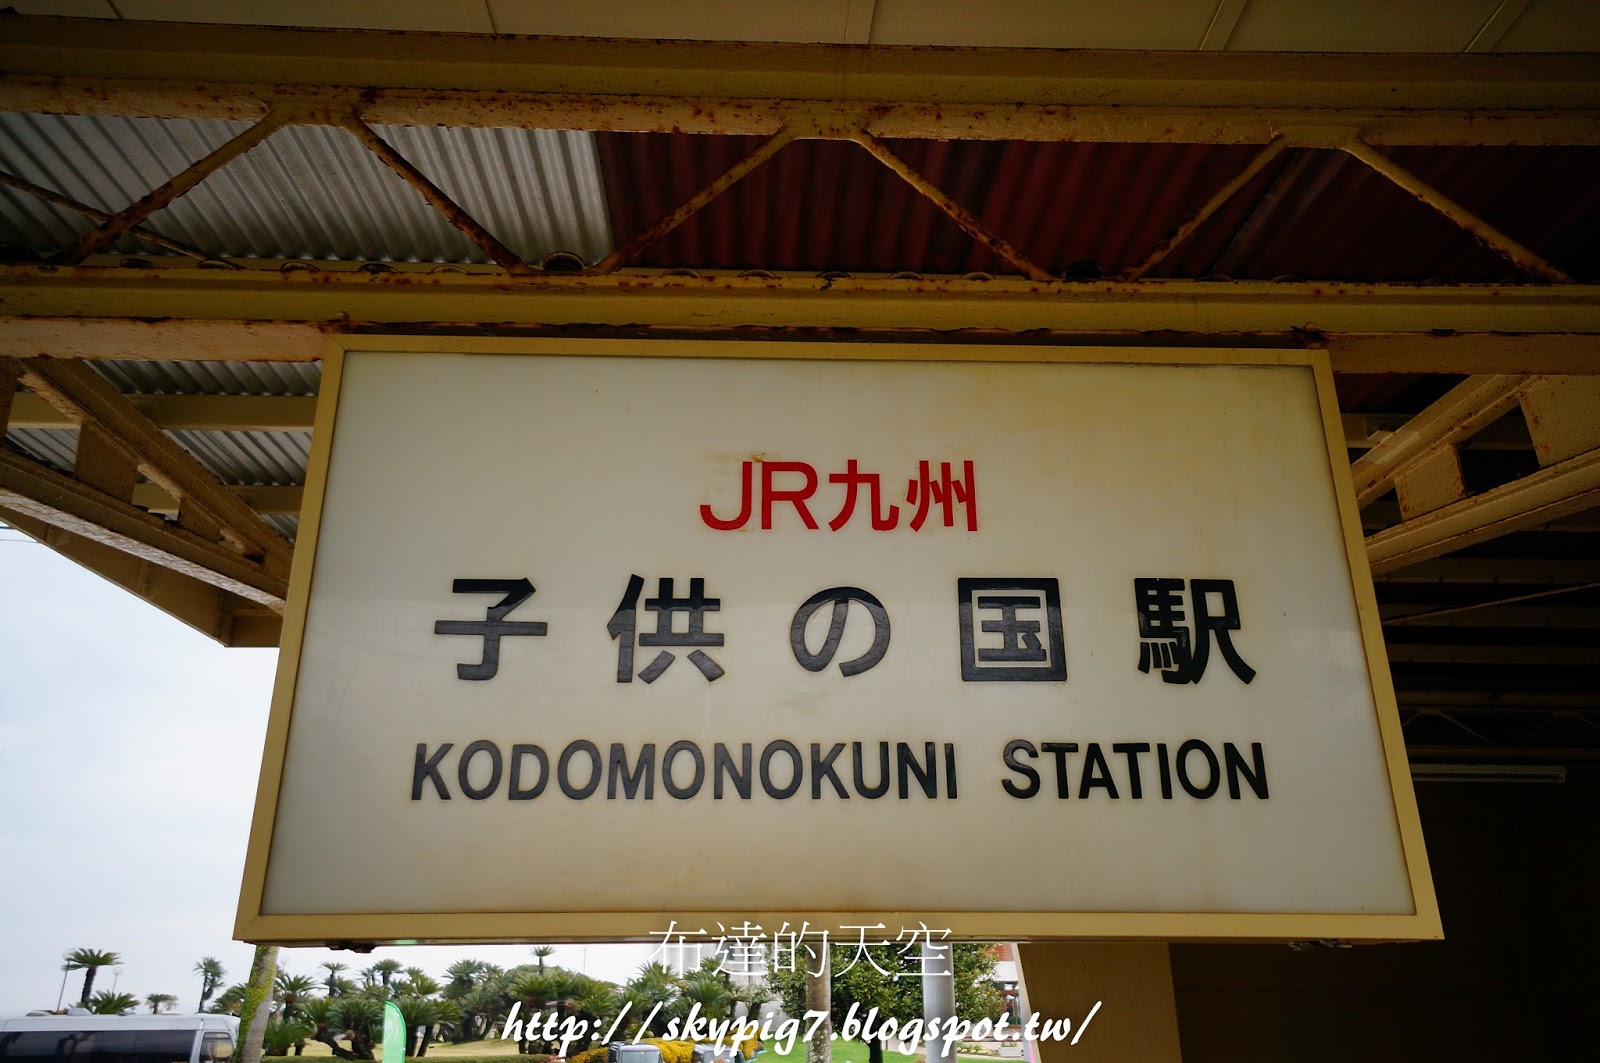 JR九州
子供の国駅
KODOMONOKUNI STATION
布達的天空
http://skypig7.blogspot.tw/